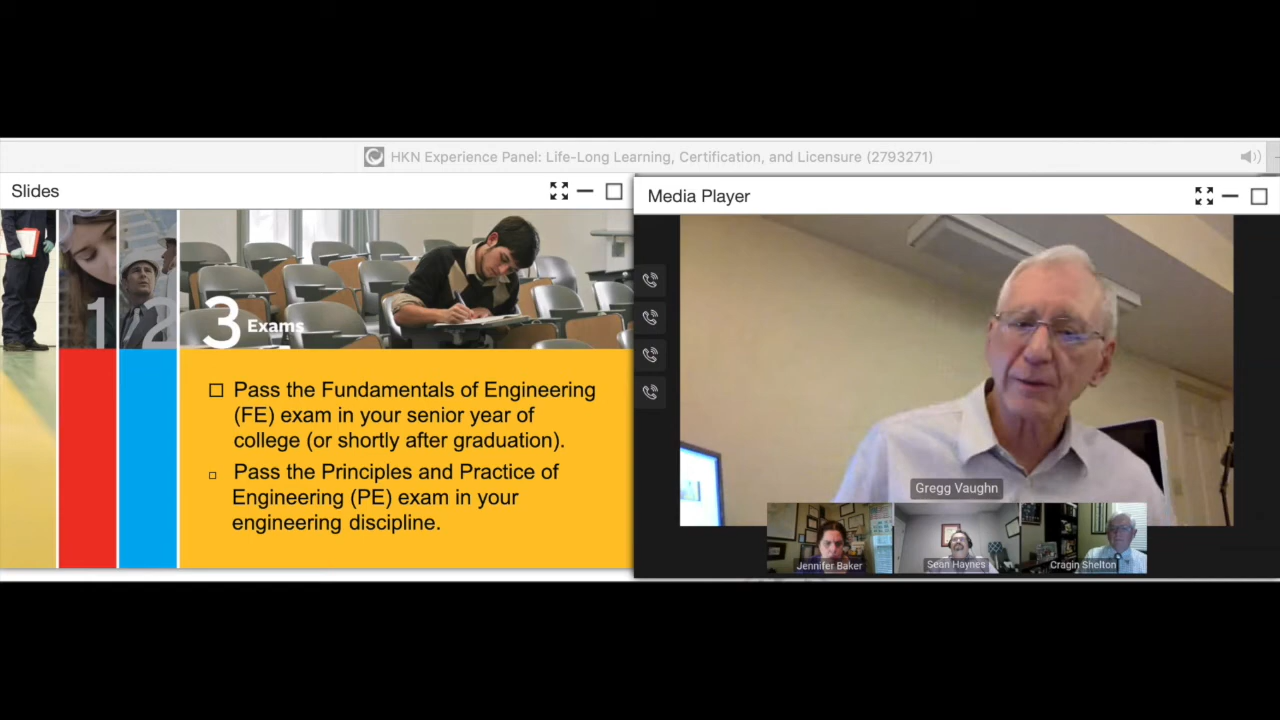 HKN Experience Panel: Life-Long Learning, Certification, and Licensure (2793271)
Slides
Media Player
1
2
3 Exams
Pass the Fundamentals of Engineering
(FE) exam in your senior year of
college (or shortly after graduation).
Pass the Principles and Practice of
Engineering (PE) exam in your
engineering discipline.
Gregg Vaughn
Jennifer Baker
Sean Haynes
Cragin Shelton